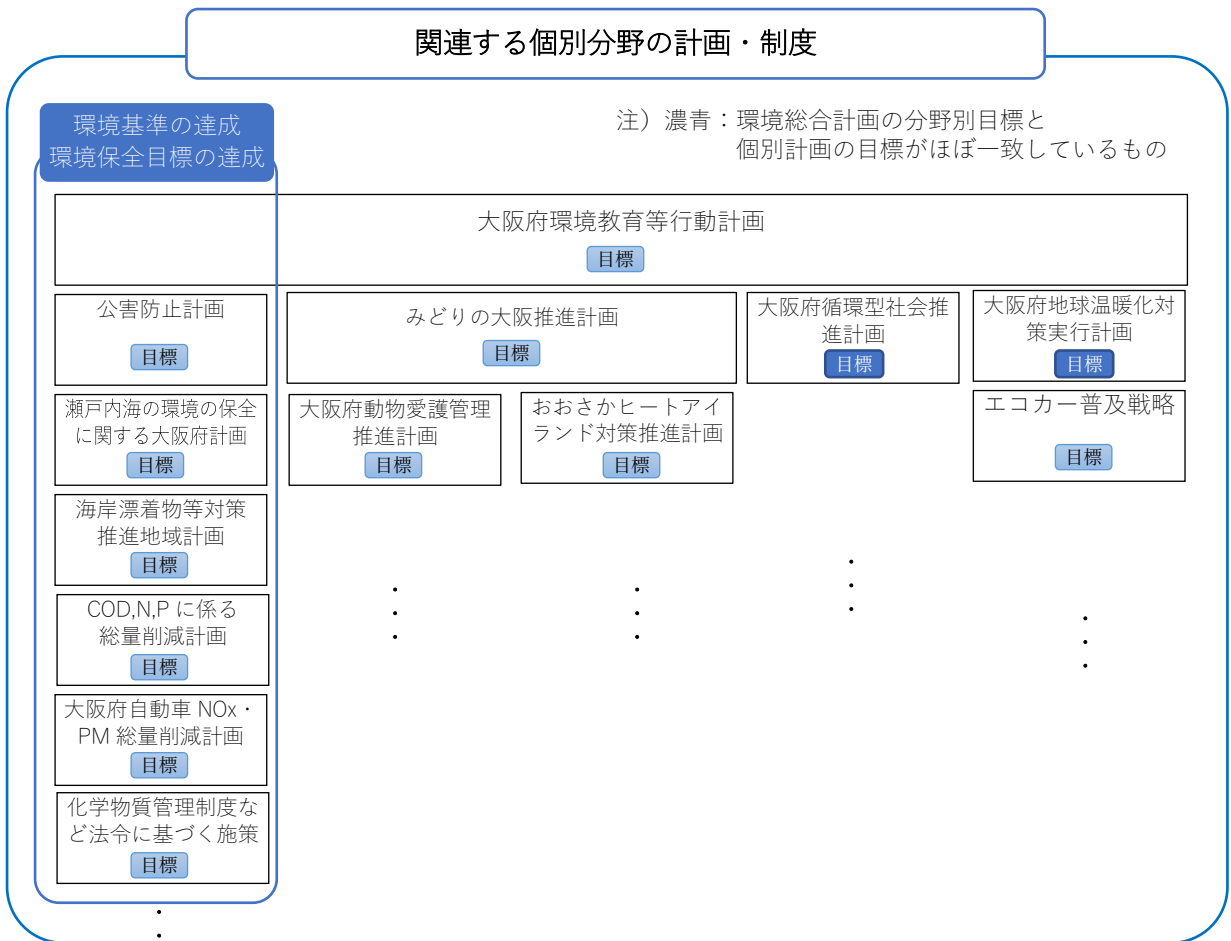 関連する個別分野の計画・制度
環境基準の達成
環境保全目標の達成
注）濃青：環境総合計画の分野別目標と
個別計画の目標がほぼ一致しているもの
大阪府環境教育等行動計画
目標
公害防止計画
目標
みどりの大阪推進計画
目標
大阪府循環型社会推
進計画
目標
大阪府地球温暖化対
策実行計画
目標
瀬戸内海の環境の保全
に関する大阪府計画
目標
大阪府動物愛護管理
推進計画
目標
おおさかヒートアイ
ランド対策推進計画
目標
エコカー普及戦略
目標
海岸漂着物等対策
推進地域計画
目標
COD,N,P に係る
総量削減計画
目標
大阪府自動車 NOx・
PM 総量削減計画
目標
化学物質管理制度な
ど法令に基づく施策
目標